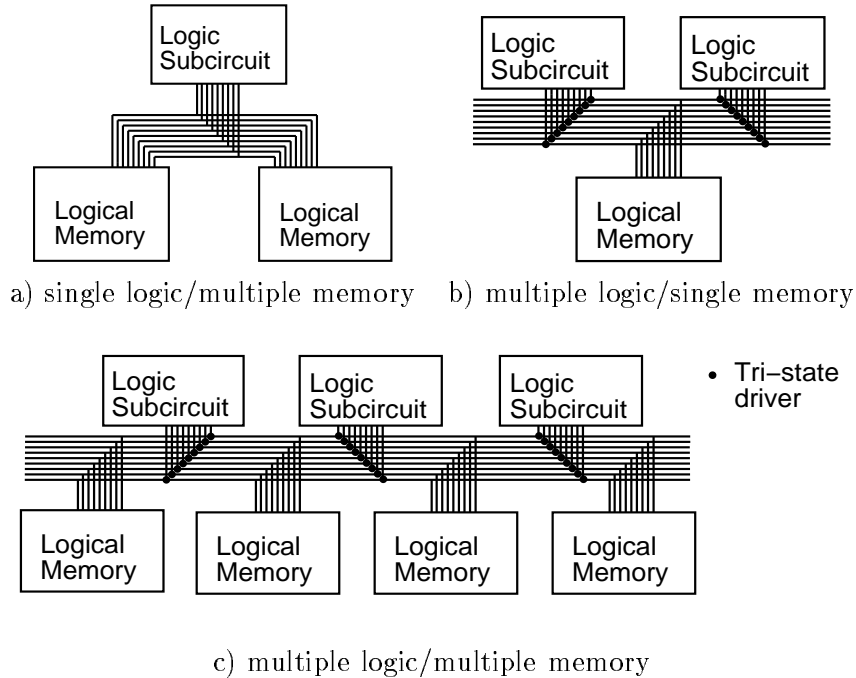 Logic
Subcircuit
Logical
Memory
Logical
Memory
a) single logic/multiple memory
Logic
Subcircuit
Logic
Subcircuit
Logical
Memory
b) multiple logic/single memory
Logic
Subcircuit
Logic
Subcircuit
Logic
Subcircuit
Tri–state
driver
Logical
Memory
Logical
Memory
Logical
Memory
Logical
Memory
c) multiple logic/multiple memory